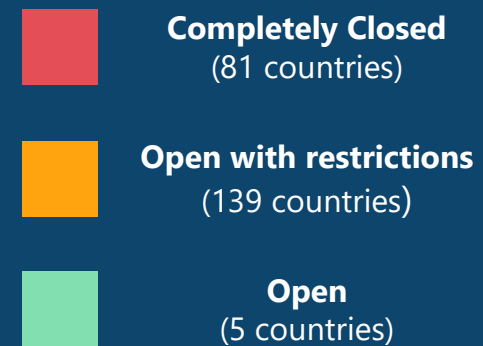 Completely Closed
(81 countries)
Open with restrictions
(139 countries)
Open
(5 countries)